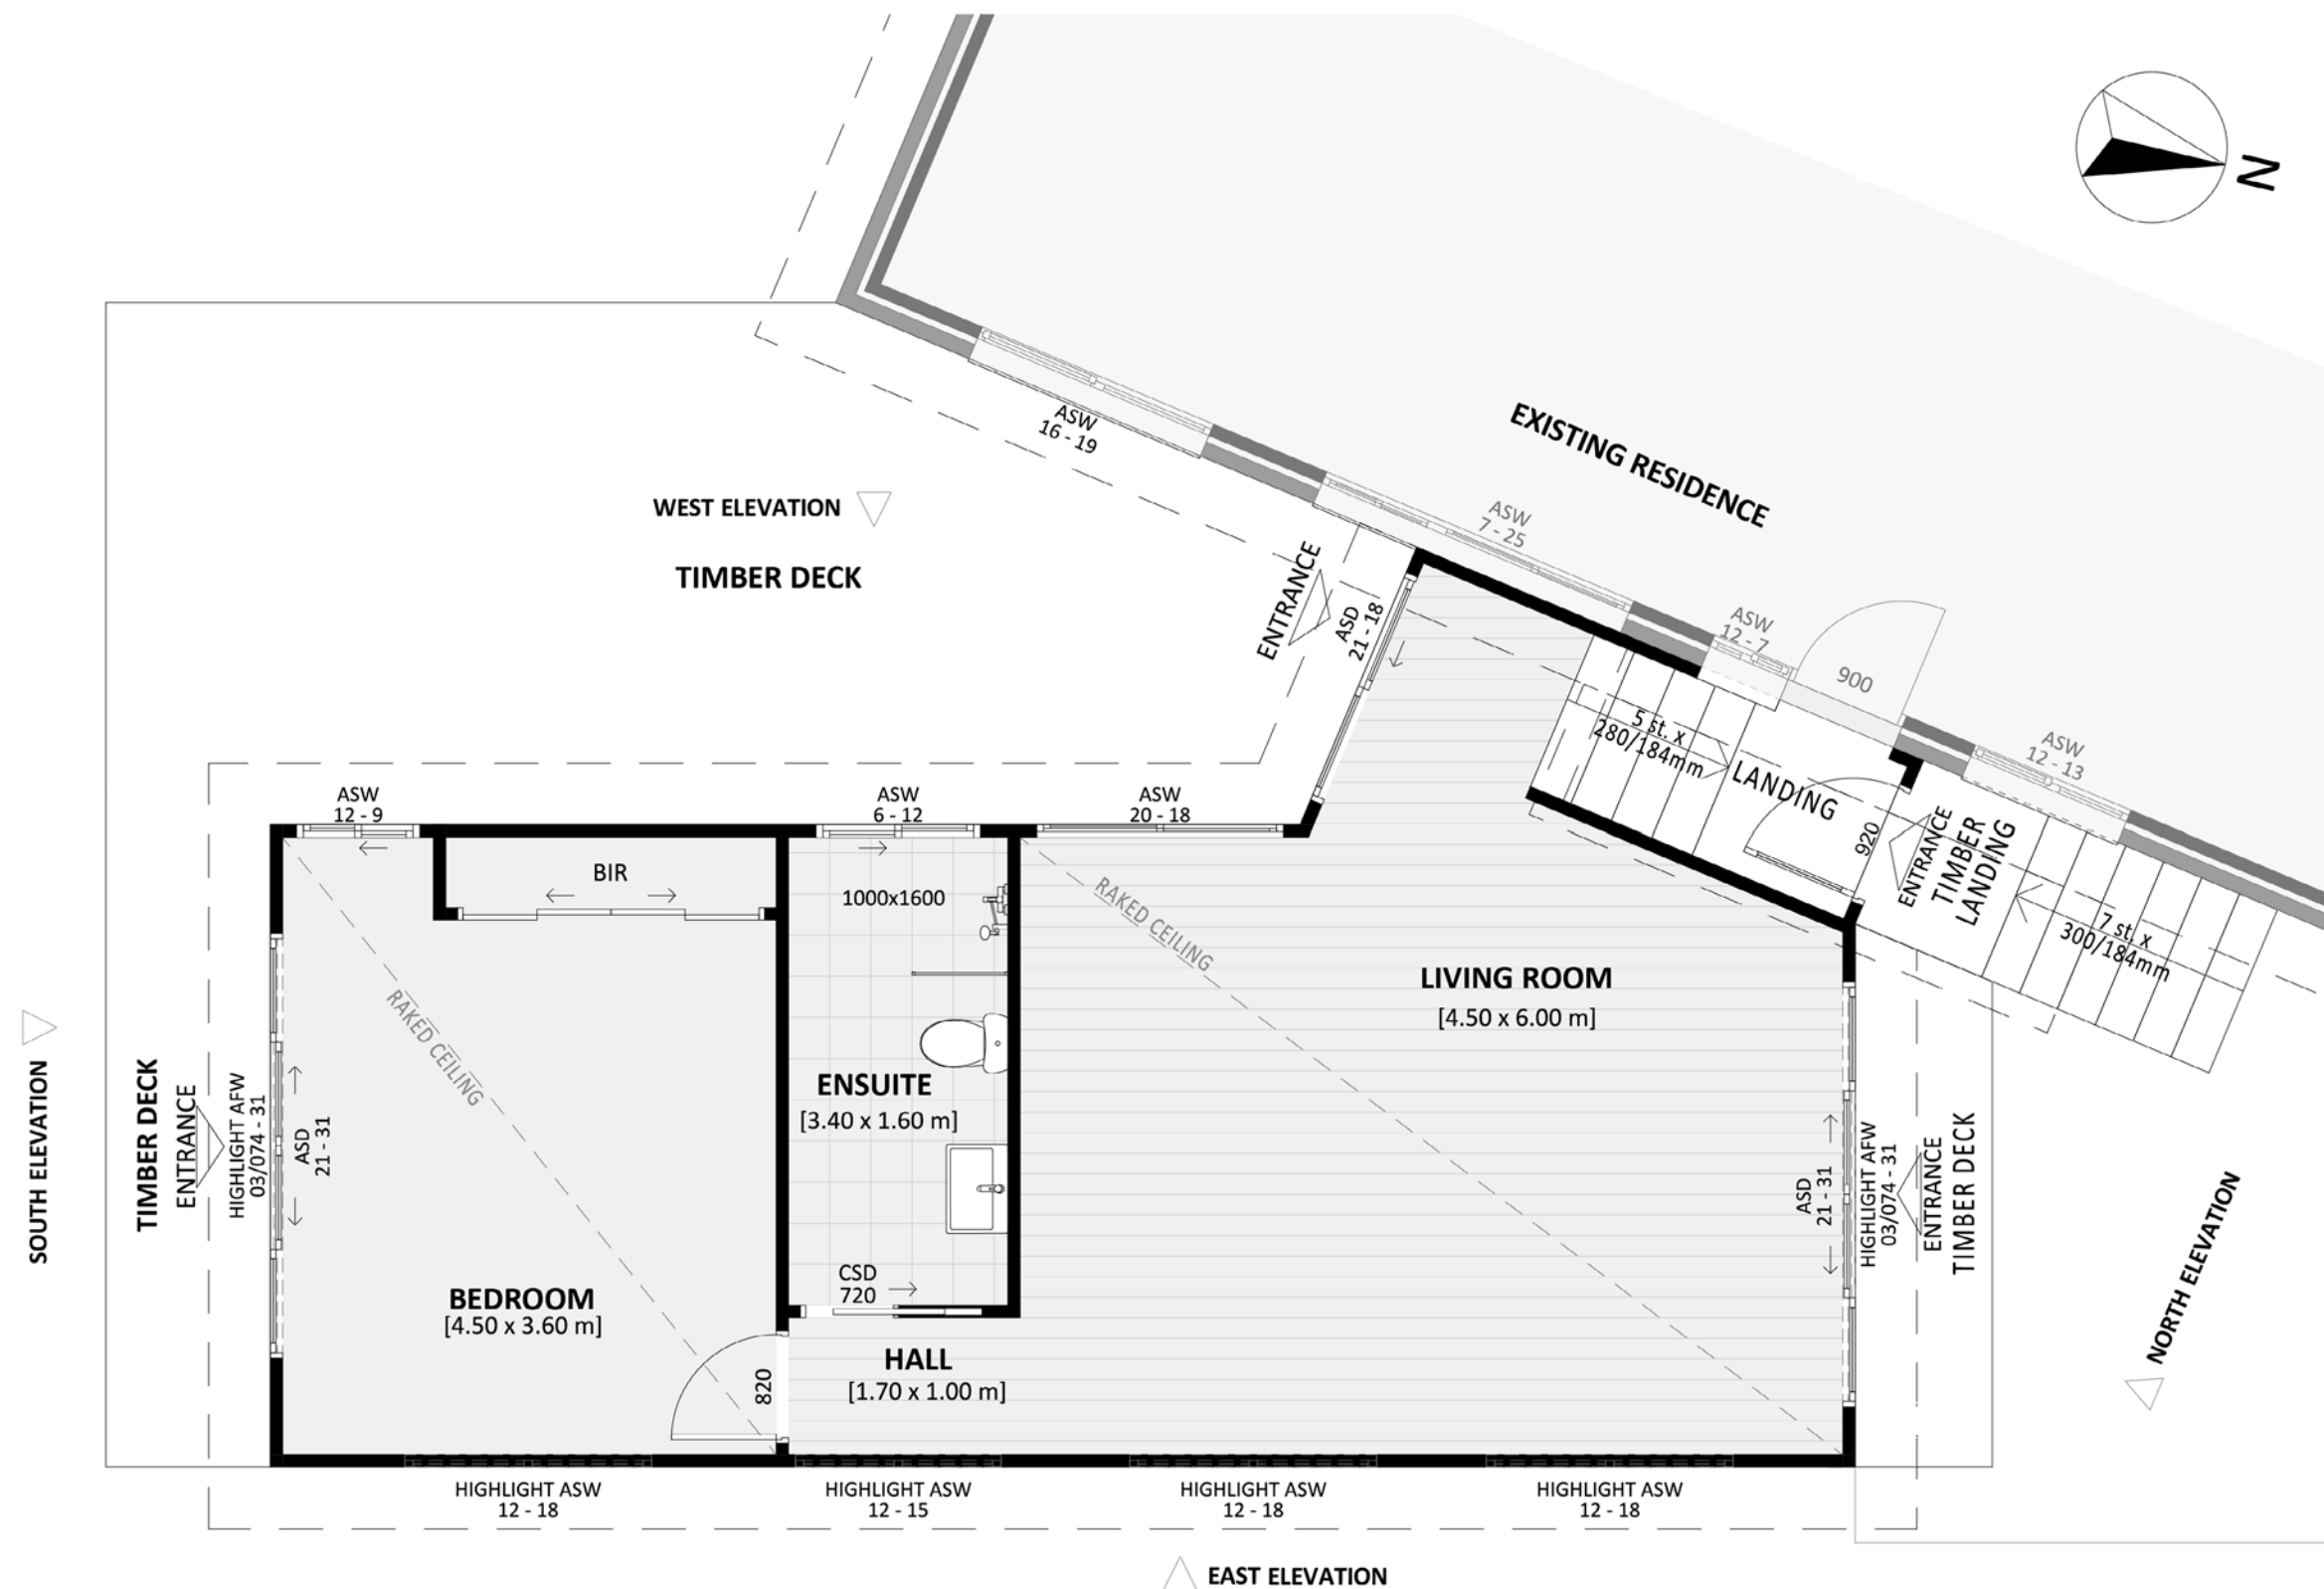 N
ASW
16 - 19
EXISTING RESIDENCE
WEST ELEVATION
TIMBER DECK
ASW
7 - 25
ENTRANCE
ASD
21 - 18
ASW
12 - 7
900
5 st. x
280/184mm
LANDING
ASW
12 - 13
920
ENTRANCE
TIMBER
LANDING
7 st. x
300/184mm
ASW
12 - 9
ASW
6 - 12
ASW
20 - 18
BIR
1000x1600
RAKED CEILING
RAKED CEILING
LIVING ROOM
[4.50 x 6.00 m]
ENSUITE
[3.40 x 1.60 m]
SOUTH ELEVATION
TIMBER DECK
ENTRANCE
HIGHLIGHT AFW
03/074 - 31
ASD
21 - 31
ASD
21 - 31
HIGHLIGHT AFW
03/074 - 31
ENTRANCE
TIMBER DECK
NORTH ELEVATION
CSD
720
BEDROOM
[4.50 x 3.60 m]
820
HALL
[1.70 x 1.00 m]
HIGHLIGHT ASW
12 - 18
HIGHLIGHT ASW
12 - 15
HIGHLIGHT ASW
12 - 18
HIGHLIGHT ASW
12 - 18
EAST ELEVATION